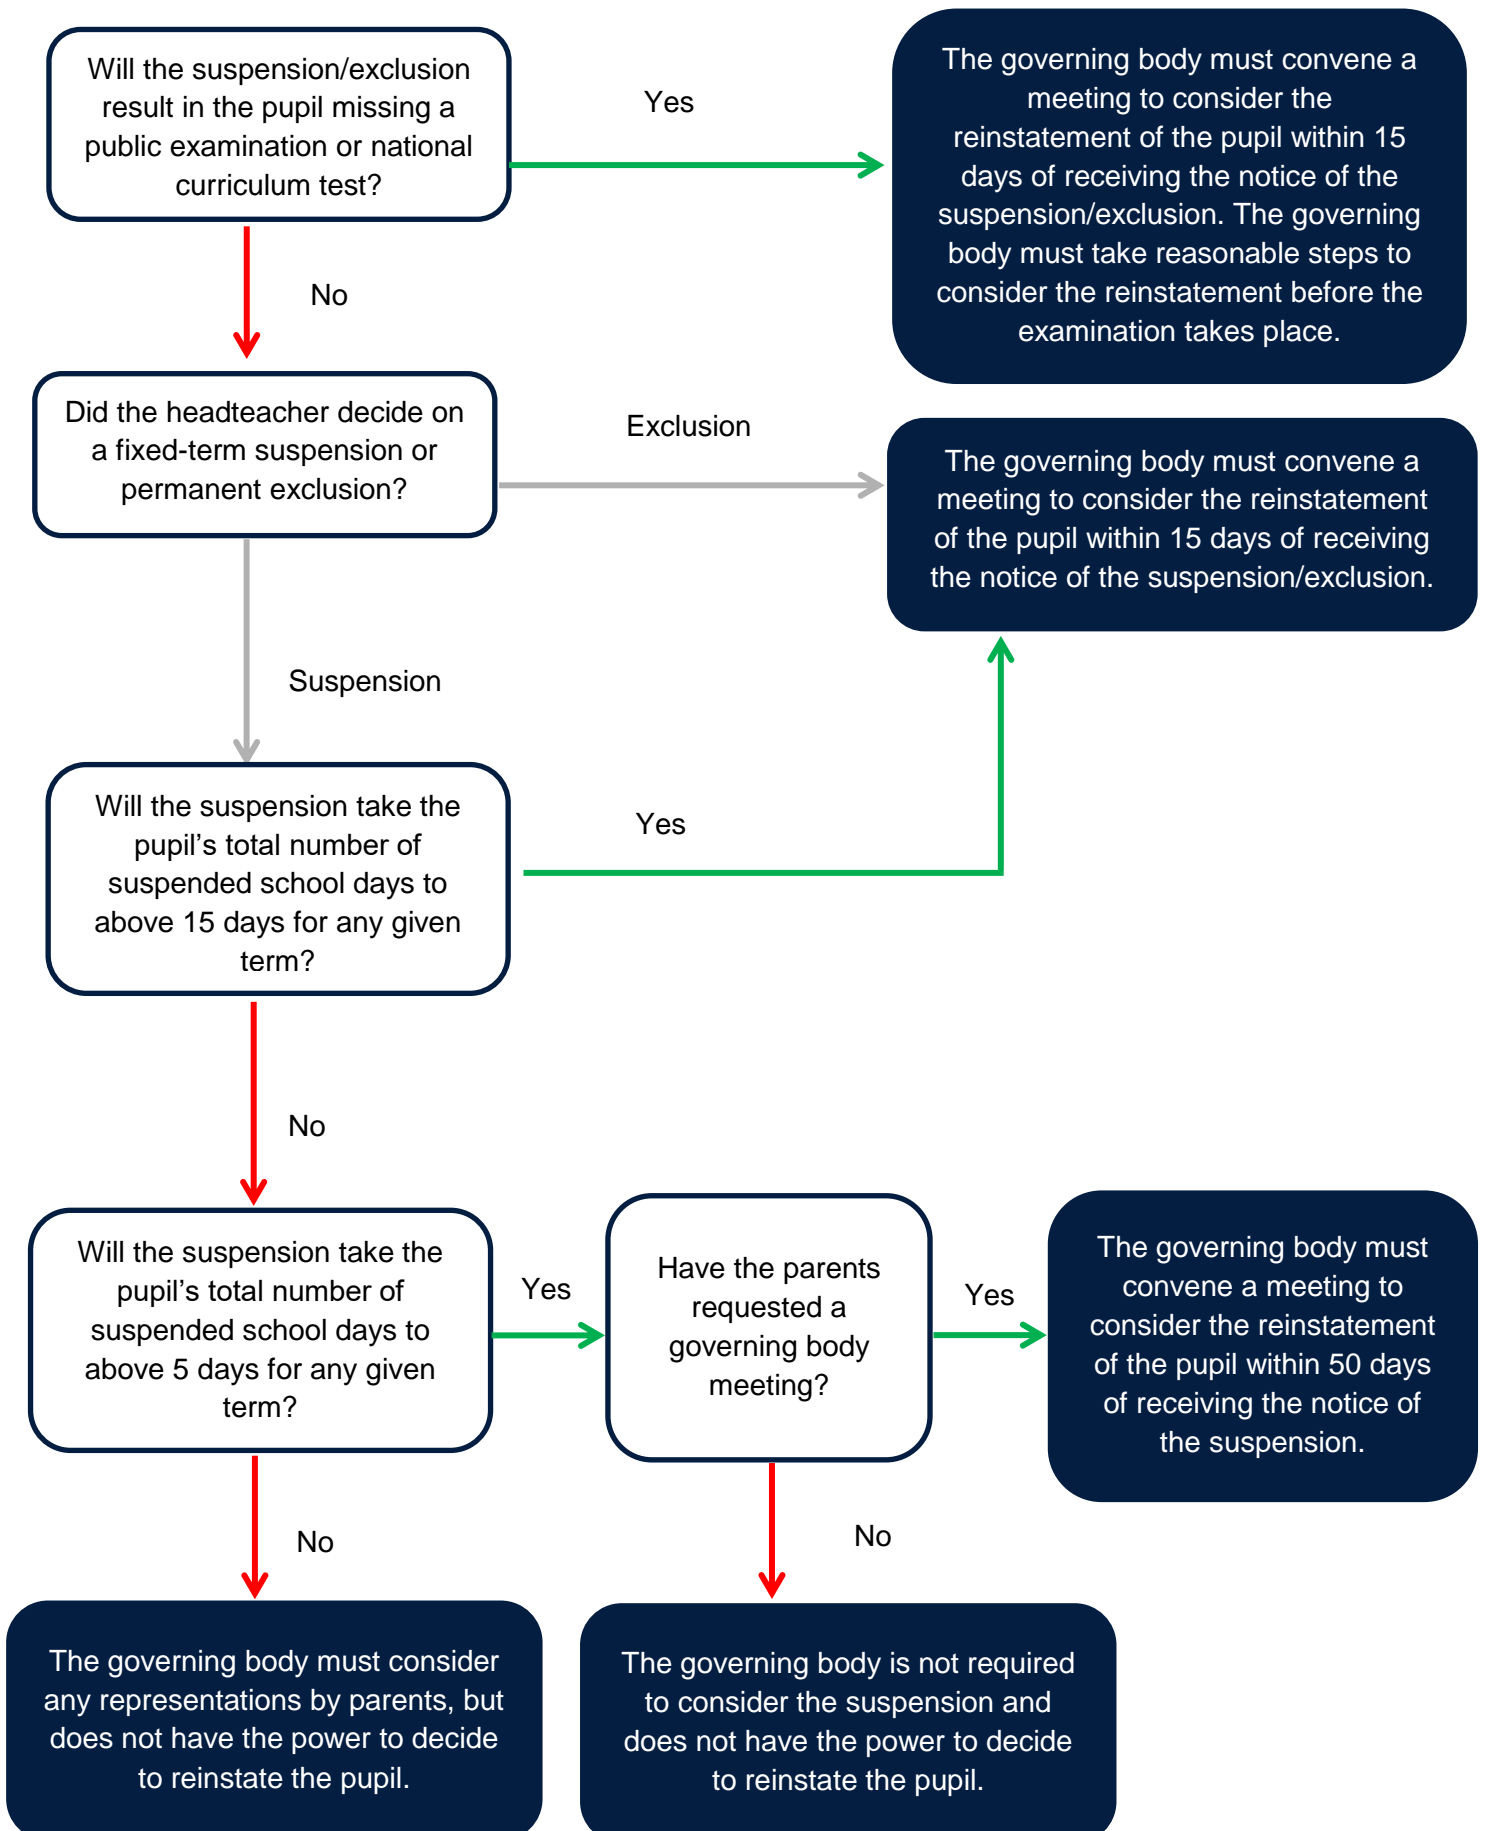 Will the suspension/exclusion
result in the pupil missing a
public examination or national
curriculum test?
Yes
The governing body must convene a
meeting to consider the
reinstatement of the pupil within 15
days of receiving the notice of the
suspension/exclusion. The governing
body must take reasonable steps to
consider the reinstatement before the
examination takes place.
No
Did the headteacher decide on
a fixed-term suspension or
permanent exclusion?
Exclusion
The governing body must convene a
meeting to consider the reinstatement
of the pupil within 15 days of receiving
the notice of the suspension/exclusion.
Suspension
Will the suspension take the
pupil’s total number of
suspended school days to
above 15 days for any given
term?
Yes
No
Will the suspension take the
pupil’s total number of
suspended school days to
above 5 days for any given
term?
Yes
Have the parents
requested a
governing body
meeting?
Yes
The governing body must
convene a meeting to
consider the reinstatement
of the pupil within 50 days
of receiving the notice of
the suspension.
No
No
The governing body must consider
any representations by parents, but
does not have the power to decide
to reinstate the pupil.
The governing body is not required
to consider the suspension and
does not have the power to decide
to reinstate the pupil.